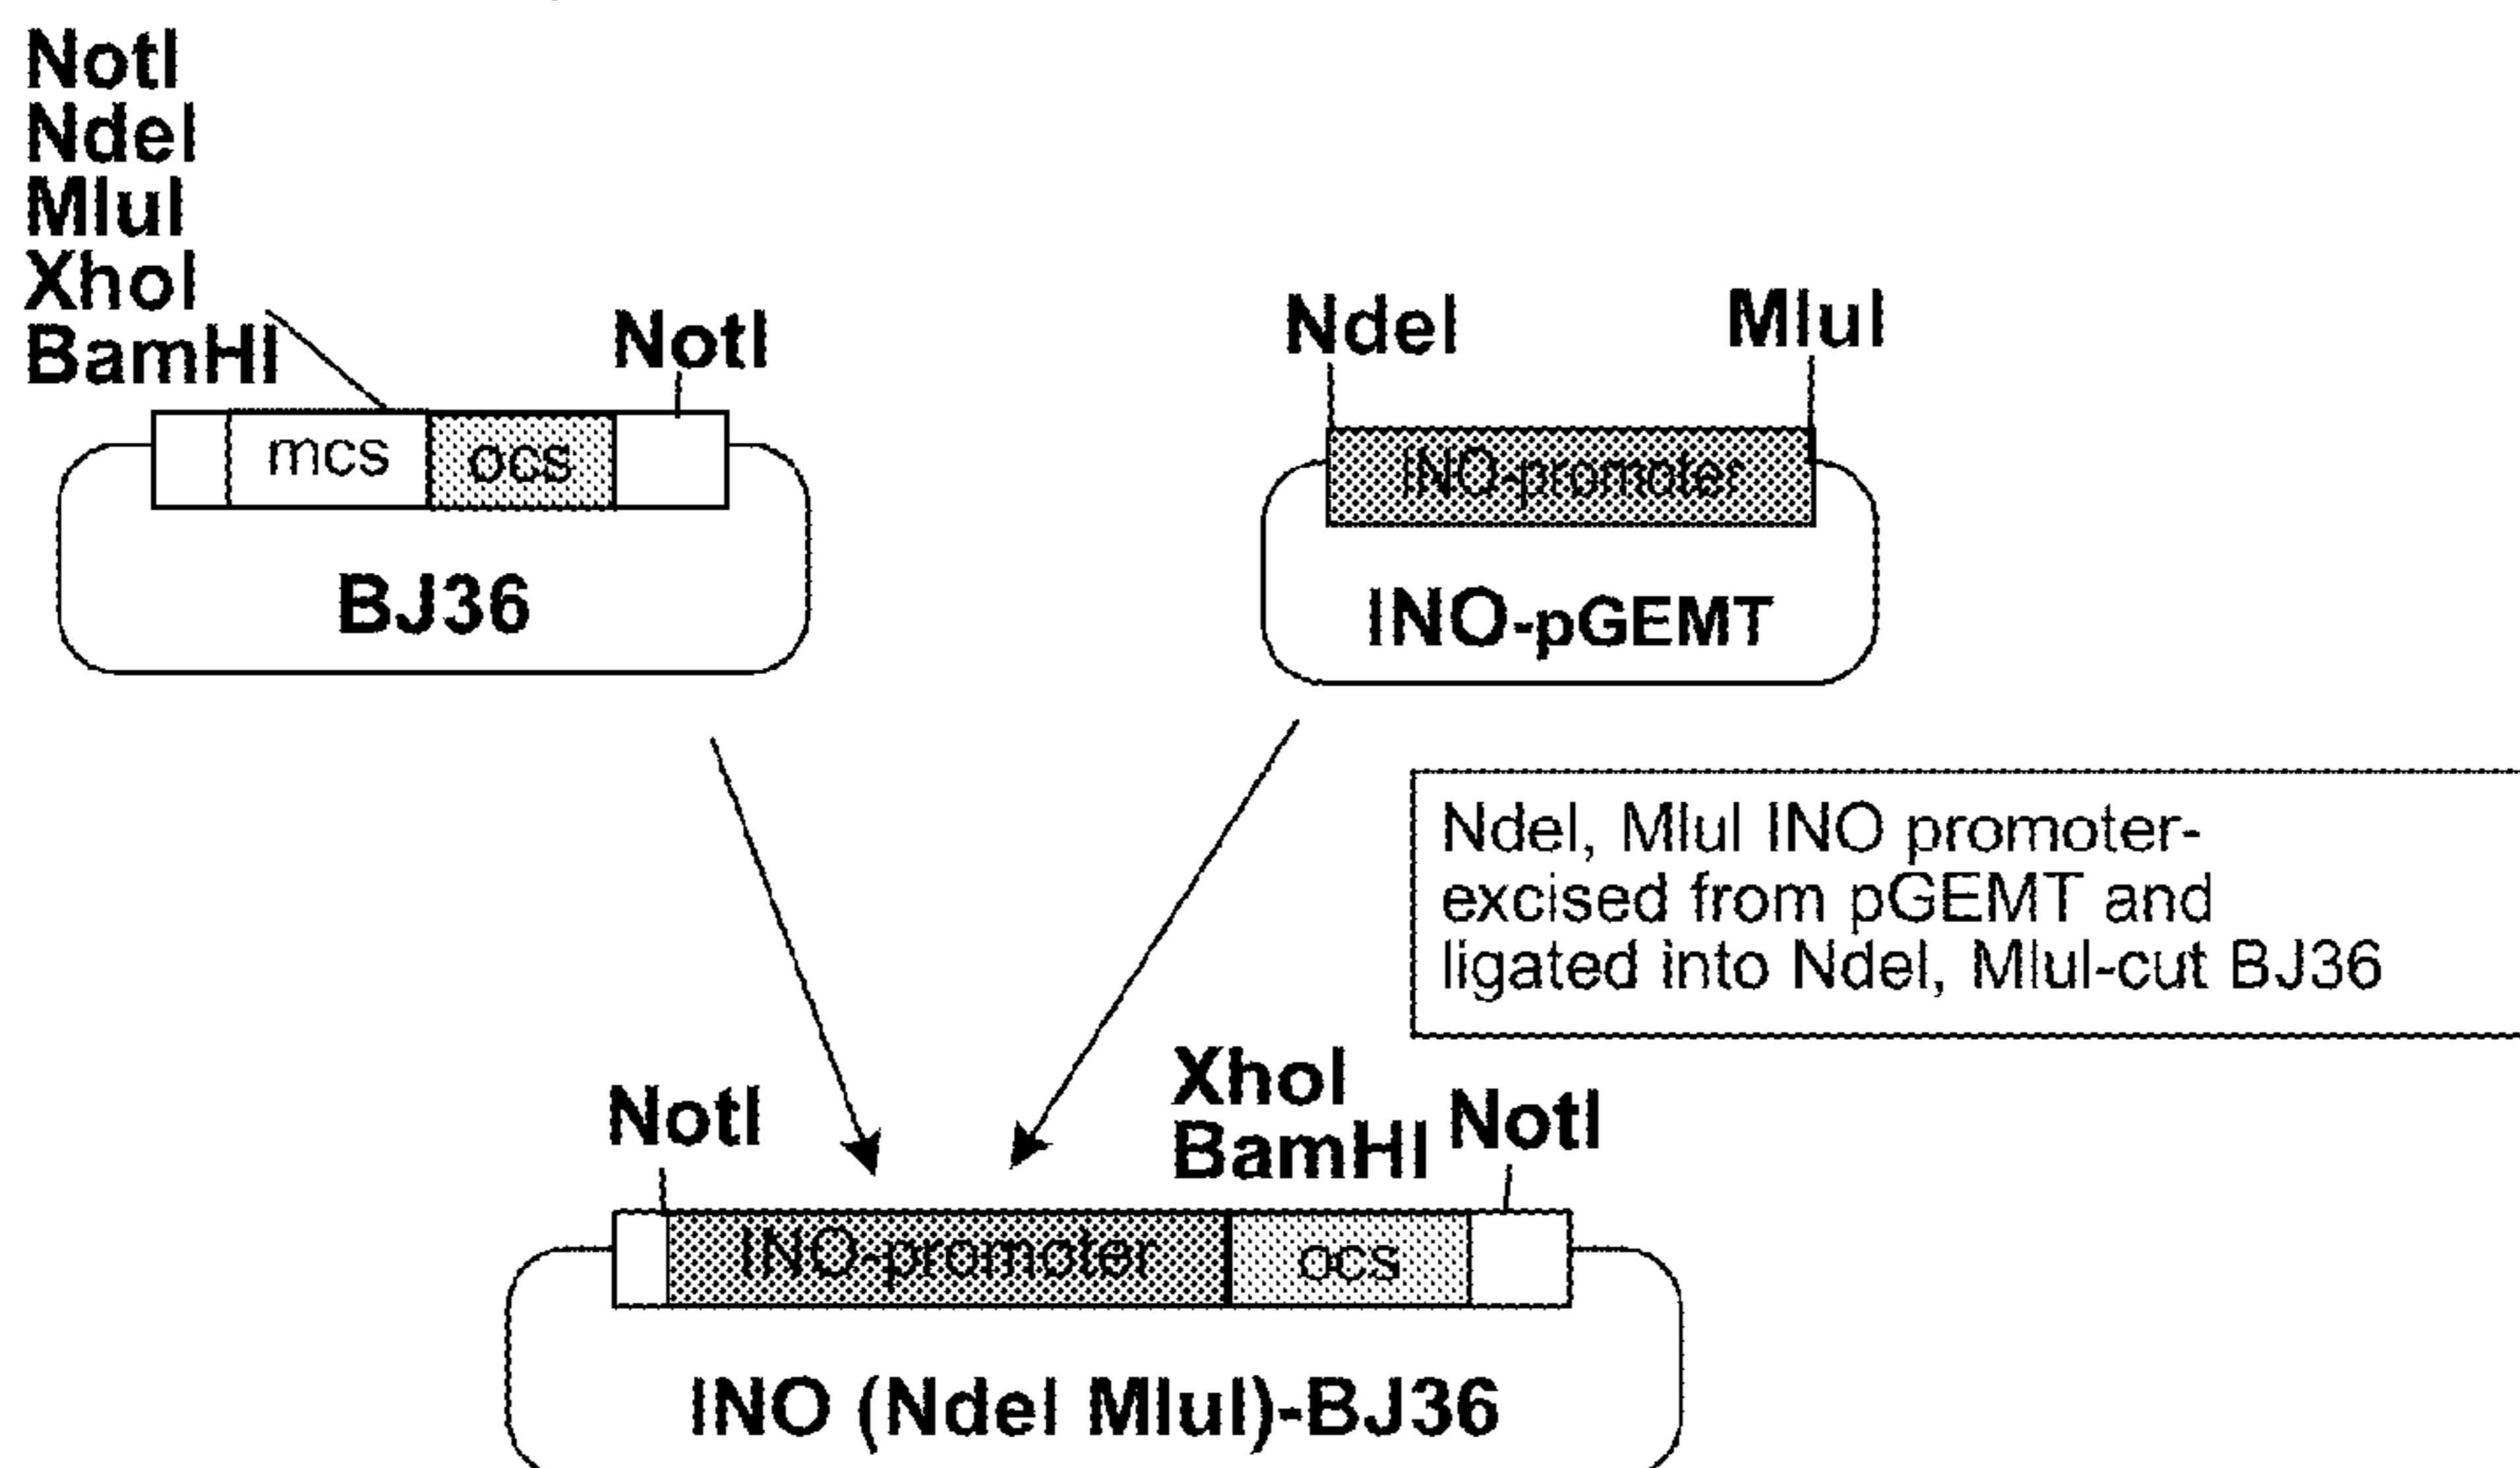 NotI
NdeI
MluI
XhoI
BamHI
NotI
mcs
ocs
BJ36
NdeI
MluI
INO-promoter
INO-pGEMT
NdeI, MluI INO promoter-
excised from pGEMT and
ligated into NdeI, MluI-cut BJ36
NotI
XhoI
BamHI
NotI
INO-promoter
ocs
INO (NdeI MluI)-BJ36